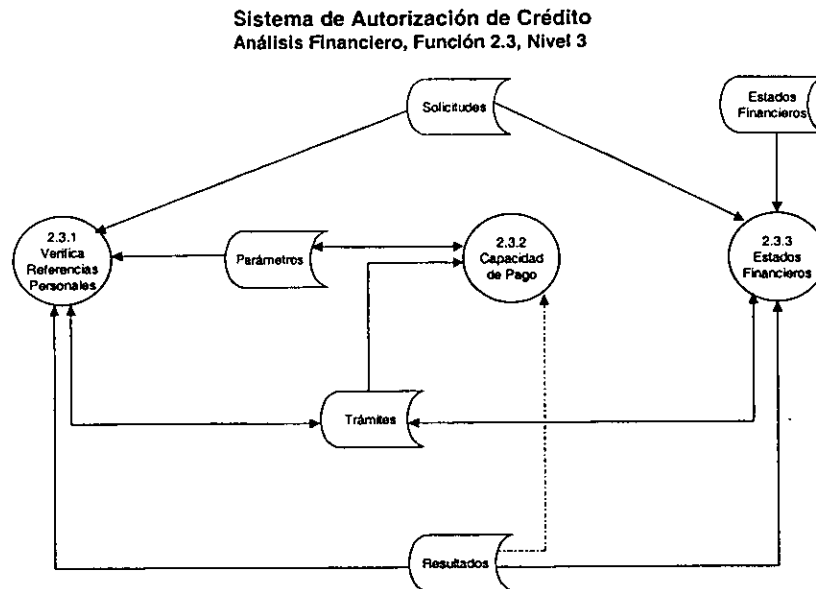 Sistema de Autorización de Crédito
Análisis Financiero, Función 2.3, Nivel 3
Solicitudes
Estados
Financieros
2.3.1
Verifica
Referencias
Personales
Parámetros
2.3.2
Capacidad
de Pago
2.3.3
Estados
Financieros
Trámites
Resultados